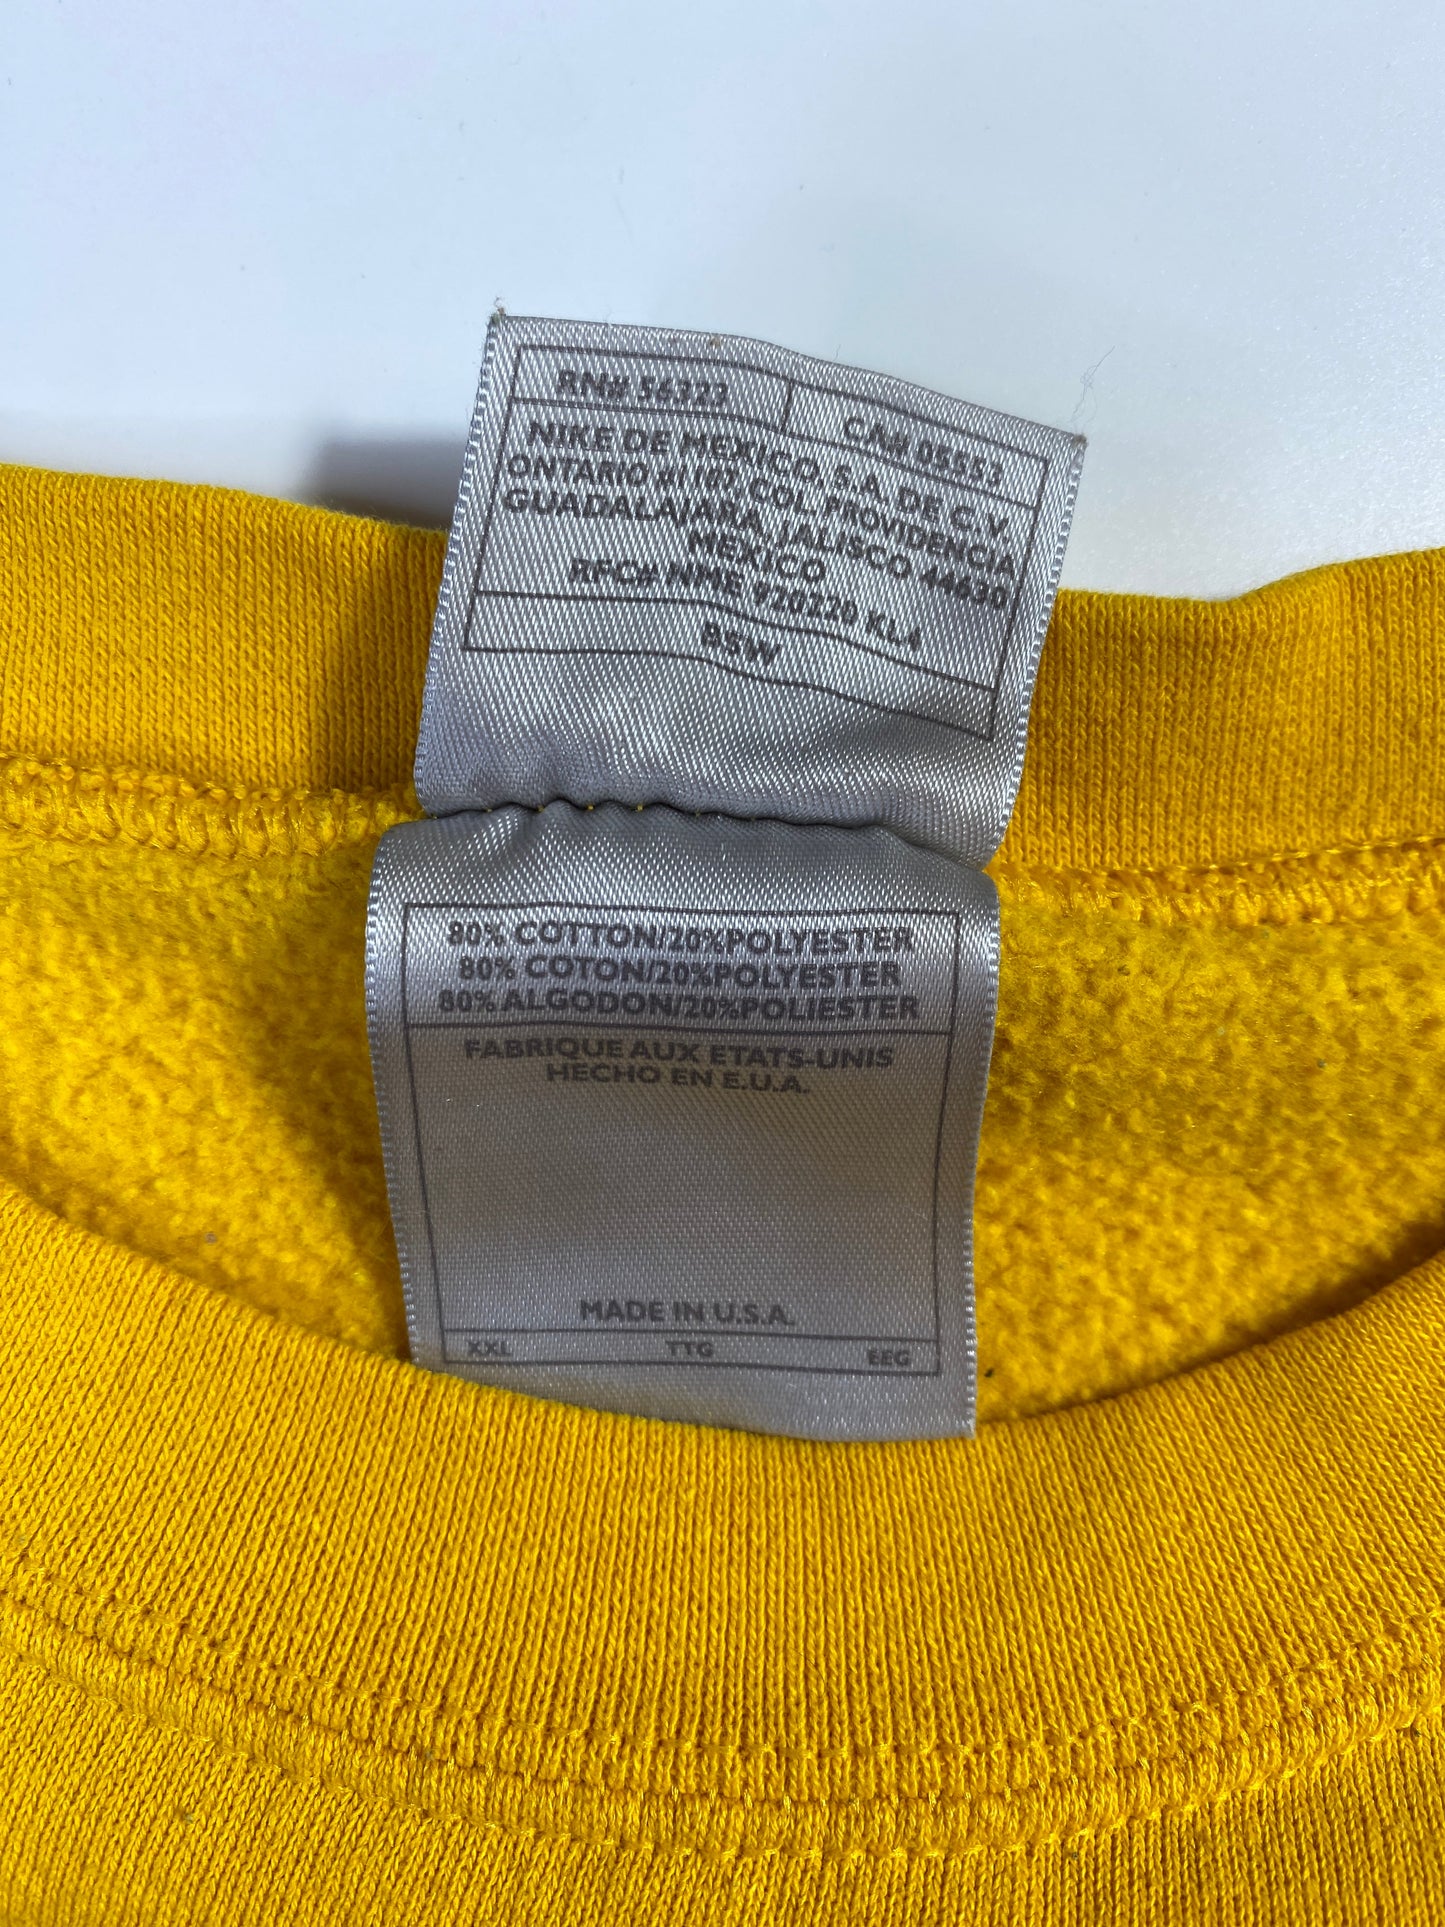 RN# 56323 CA# 05553
NIKE DE MEXICO, S.A. DE C.V.
ONTARIO #1107, COL. PROVIDENCIA
GUADALAJARA, JALISCO 44630
MEXICO
RFC# NME 920220 KL4
B5W
80% COTTON/20%POLYESTER
80% COTON/20%POLYESTER
80% ALGODON/20%POLIESTER
FABRIQUE AUX ETATS-UNIS
HECHO EN E.U.A.
MADE IN U.S.A.
XXL TTG EEG